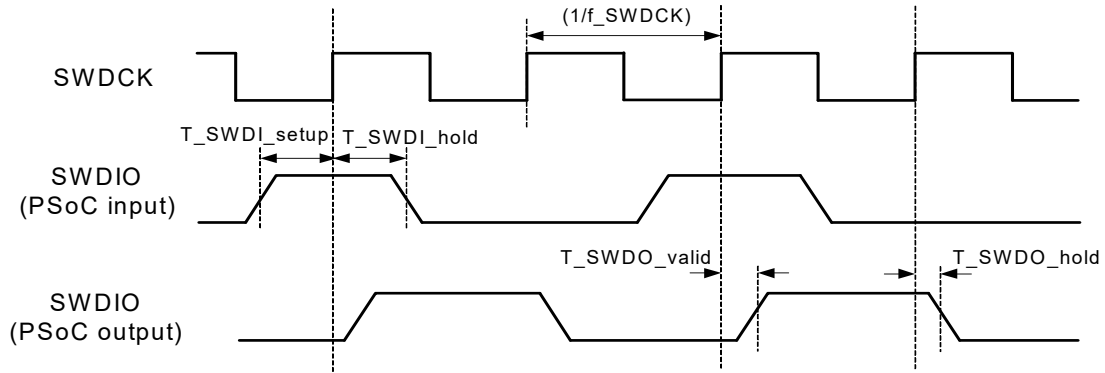 (1/f_SWDCK)
SWDCK
T_SWDI_setup T_SWDI_hold
SWDIO
(PSoC input)
T_SWDO_valid
T_SWDO_hold
SWDIO
(PSoC output)